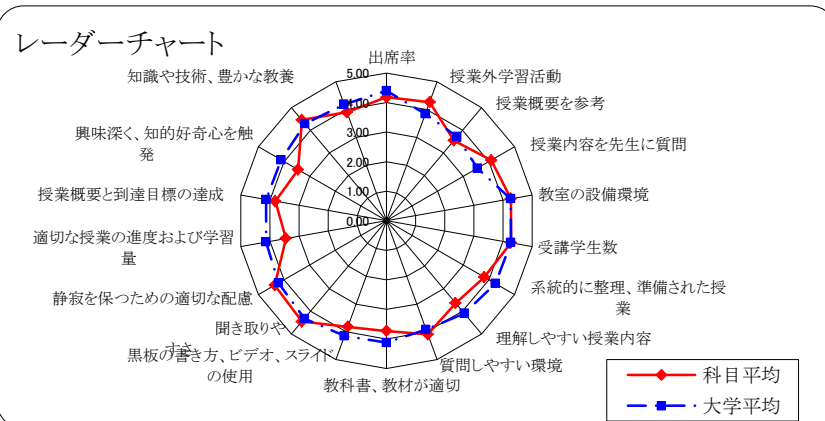 レーダーチャート
出席率
授業外学習活動
授業概要を参考
授業内容を先生に質問
教室の設備環境
受講学生数
系統的に整理、準備された授
業
理解しやすい授業内容
質問しやすい環境
教科書、教材が適切
黒板の書き方、ビデオ、スライド
の使用
聞き取りや
すさ
静寂を保つための適切な配慮
適切な授業の進度および学習
量
授業概要と到達目標の達成
興味深く、知的好奇心を触
発
知識や技術、豊かな教養
5.00
4.00
3.00
2.00
1.00
0.00
科目平均
大学平均